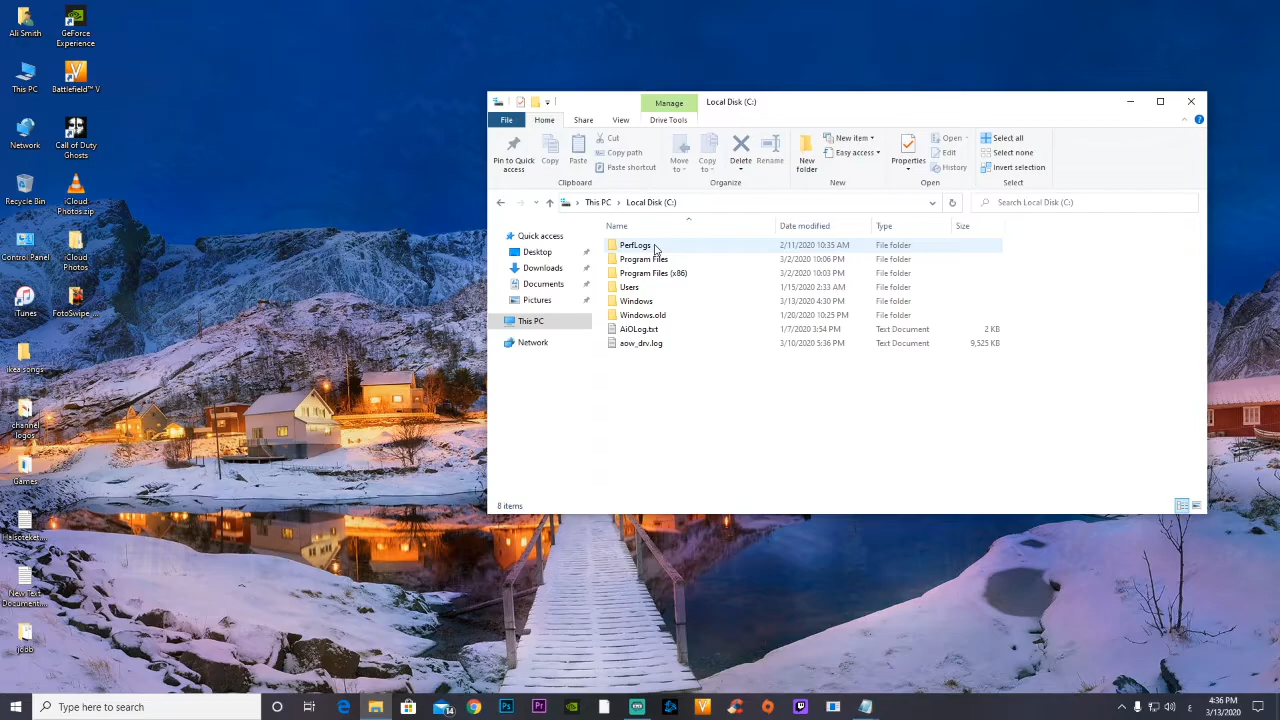 Ali Smith
GeForce Experience
This PC
Battlefield™ V
Network
Call of Duty Ghosts
Recycle Bin
iCloud Photos.zip
Control Panel
iCloud Photos
iTunes
FotoSwipe ...
ikea songs
channel logos
Games
New Text Document...
Manage
Local Disk (C:)
File
Home
Share
View
Drive Tools
Pin to Quick access
Copy
Paste
Cut
Copy path
Paste shortcut
Clipboard
Move to
Copy to
Delete
Rename
Organize
New folder
New item
Easy access
New
Properties
Open
Edit
History
Open
Select all
Select none
Invert selection
Select
This PC
Local Disk (C:)
Search Local Disk (C:)
Quick access
Desktop
Downloads
Documents
Pictures
This PC
Network
Name Date modified Type Size
PerfLogs 2/11/2020 10:35 AM File folder
Program Files 3/2/2020 10:06 PM File folder
Program Files (x86) 3/2/2020 10:03 PM File folder
Users 1/15/2020 2:33 AM File folder
Windows 3/13/2020 4:30 PM File folder
Windows.old 1/20/2020 10:25 PM File folder
AiOLog.txt 1/7/2020 3:54 PM Text Document 2 KB
aow_drv.log 3/10/2020 5:36 PM Text Document 9,525 KB
8 items
Type here to search
Ps
Pr
14
ع
4:36 PM
3/13/2020